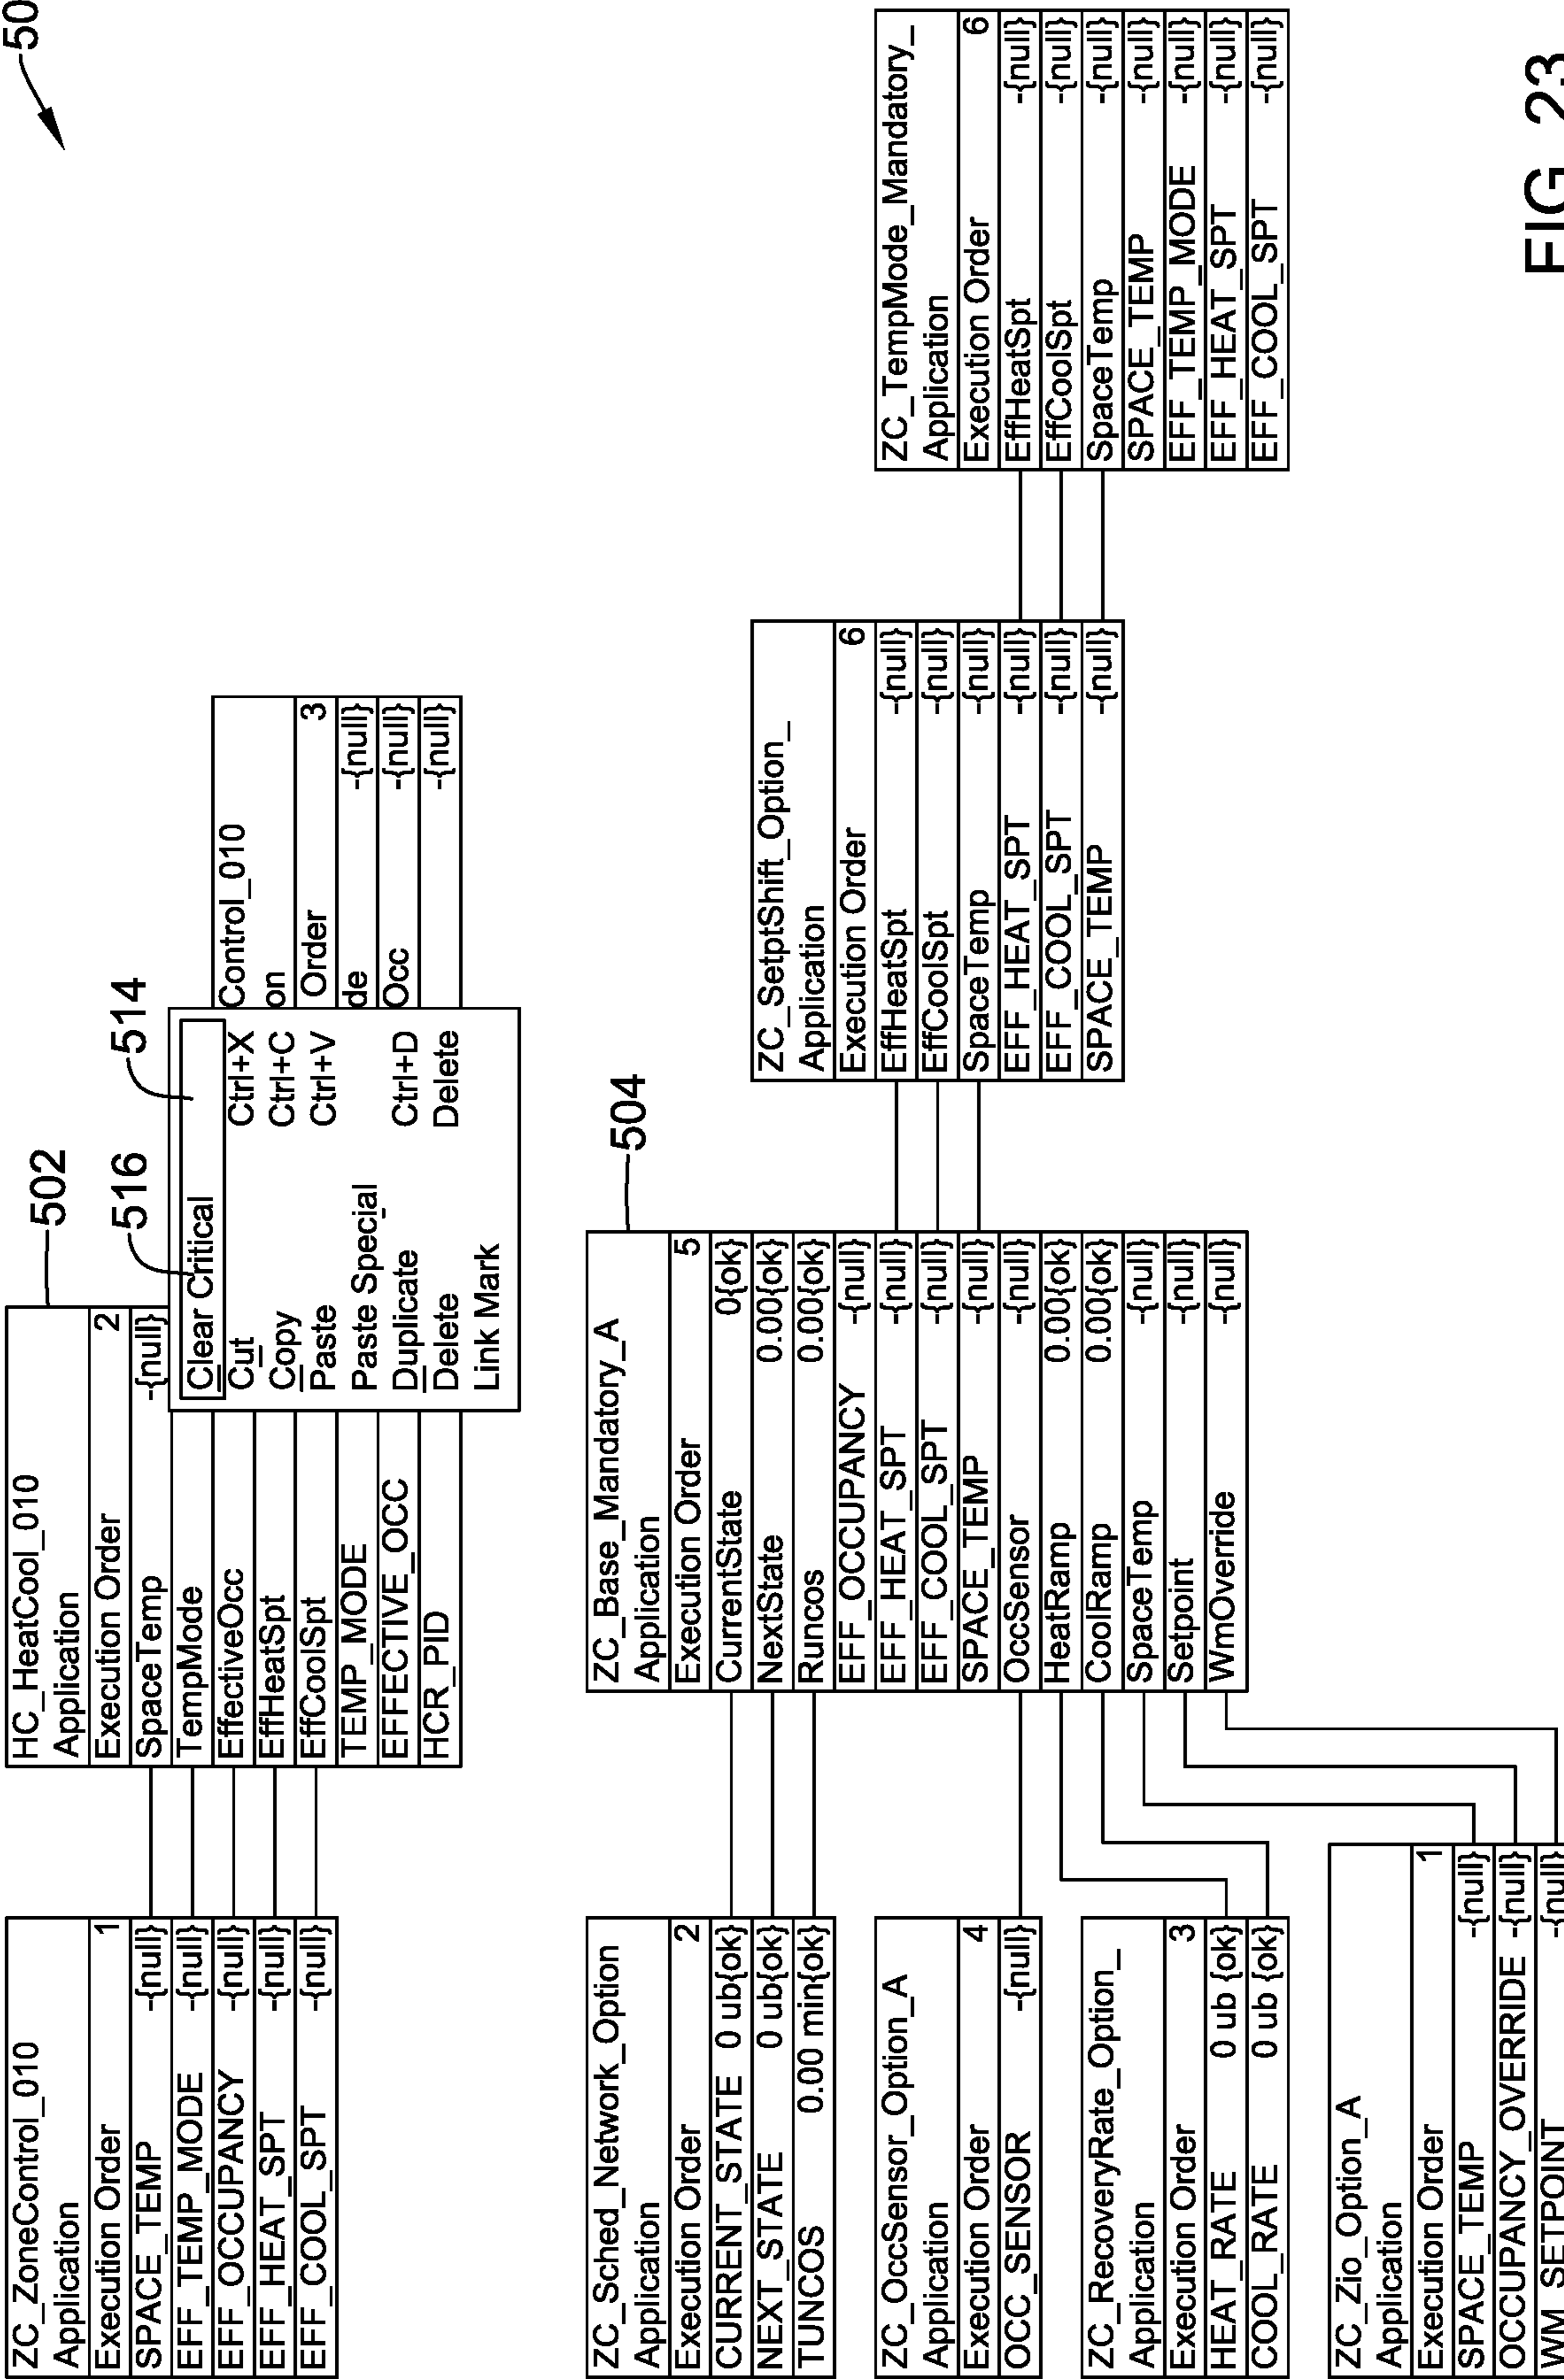 50
ZC_ZoneControl_010
Application
Execution Order 1
SPACE_TEMP -{null}
EFF_TEMP_MODE -{null}
EFF_OCCUPANCY -{null}
EFF_HEAT_SPT -{null}
EFF_COOL_SPT -{null}
502
HC_HeatCool_010
Application
Execution Order 2
SpaceTemp -{null}
TempMode
EffectiveOcc
EffHeatSpt
EffCoolSpt
TEMP_MODE
EFFECTIVE_OCC
HCR_PID
516
514
Clear Critical
Cut Ctrl+X
Copy Ctrl+C
Paste Ctrl+V
Paste Special
Duplicate Ctrl+D
Delete Delete
Link Mark
Control_010
on
Order 3
de -{null}
Occ -{null}
-{null}
ZC_Sched_Network_Option
Application
Execution Order 2
CURRENT_STATE 0 ub{ok}
NEXT_STATE 0 ub{ok}
TUNCOS 0.00 min{ok}
ZC_OccSensor_Option_A
Application
Execution Order 4
OCC_SENSOR -{null}
ZC_RecoveryRate_Option_
Application
Execution Order 3
HEAT_RATE 0 ub {ok}
COOL_RATE 0 ub {ok}
ZC_Zio_Option_A
Application
Execution Order 1
SPACE_TEMP -{null}
OCCUPANCY_OVERRIDE -{null}
WM_SETPOINT -{null}
504
ZC_Base_Mandatory_A
Application
Execution Order 5
CurrentState 0{ok}
NextState 0.00{ok}
Runcos 0.00{ok}
EFF_OCCUPANCY -{null}
EFF_HEAT_SPT -{null}
EFF_COOL_SPT -{null}
SPACE_TEMP -{null}
OccSensor -{null}
HeatRamp 0.00{ok}
CoolRamp 0.00{ok}
SpaceTemp -{null}
Setpoint -{null}
WmOverride -{null}
ZC_SetptShift_Option_
Application
Execution Order 6
EffHeatSpt -{null}
EffCoolSpt -{null}
SpaceTemp -{null}
EFF_HEAT_SPT -{null}
EFF_COOL_SPT -{null}
SPACE_TEMP -{null}
ZC_TempMode_Mandatory_
Application
Execution Order 6
EffHeatSpt -{null}
EffCoolSpt -{null}
SpaceTemp -{null}
SPACE_TEMP -{null}
EFF_TEMP_MODE -{null}
EFF_HEAT_SPT -{null}
EFF_COOL_SPT -{null}
FIG 23